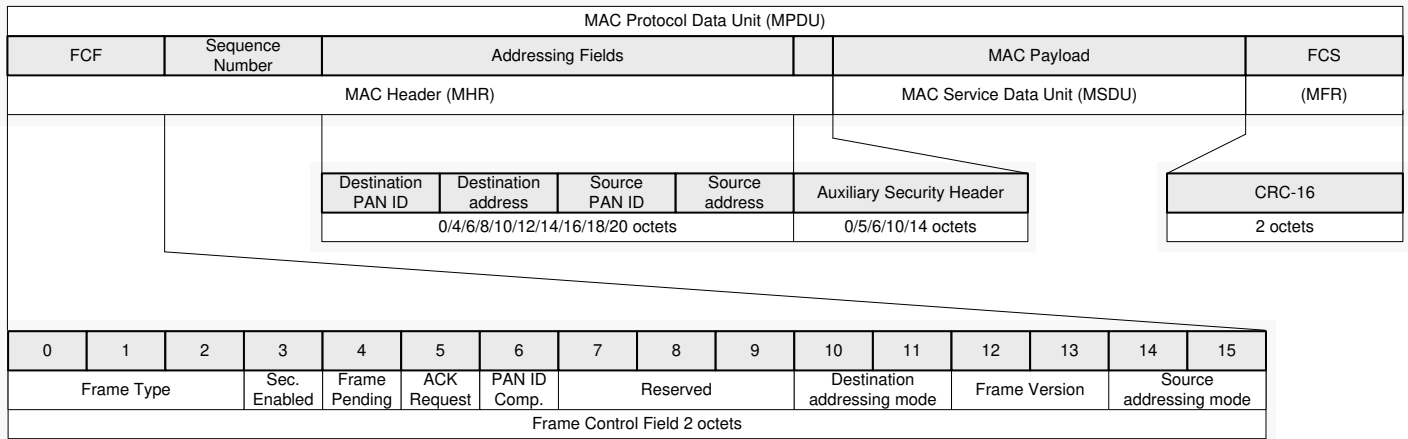 MAC Protocol Data Unit (MPDU)
FCF
Sequence
Number
Addressing Fields
MAC Payload
FCS
MAC Header (MHR)
MAC Service Data Unit (MSDU)
(MFR)
Destination
PAN ID
Destination
address
Source
PAN ID
Source
address
Auxiliary Security Header
CRC-16
0/4/6/8/10/12/14/16/18/20 octets
0/5/6/10/14 octets
2 octets
0 1 2 3 4 5 6 7 8 9 10 11 12 13 14 15
Frame Type
Sec.
Enabled
Frame
Pending
ACK
Request
PAN ID
Comp.
Reserved
Destination
addressing mode
Frame Version
Source
addressing mode
Frame Control Field 2 octets